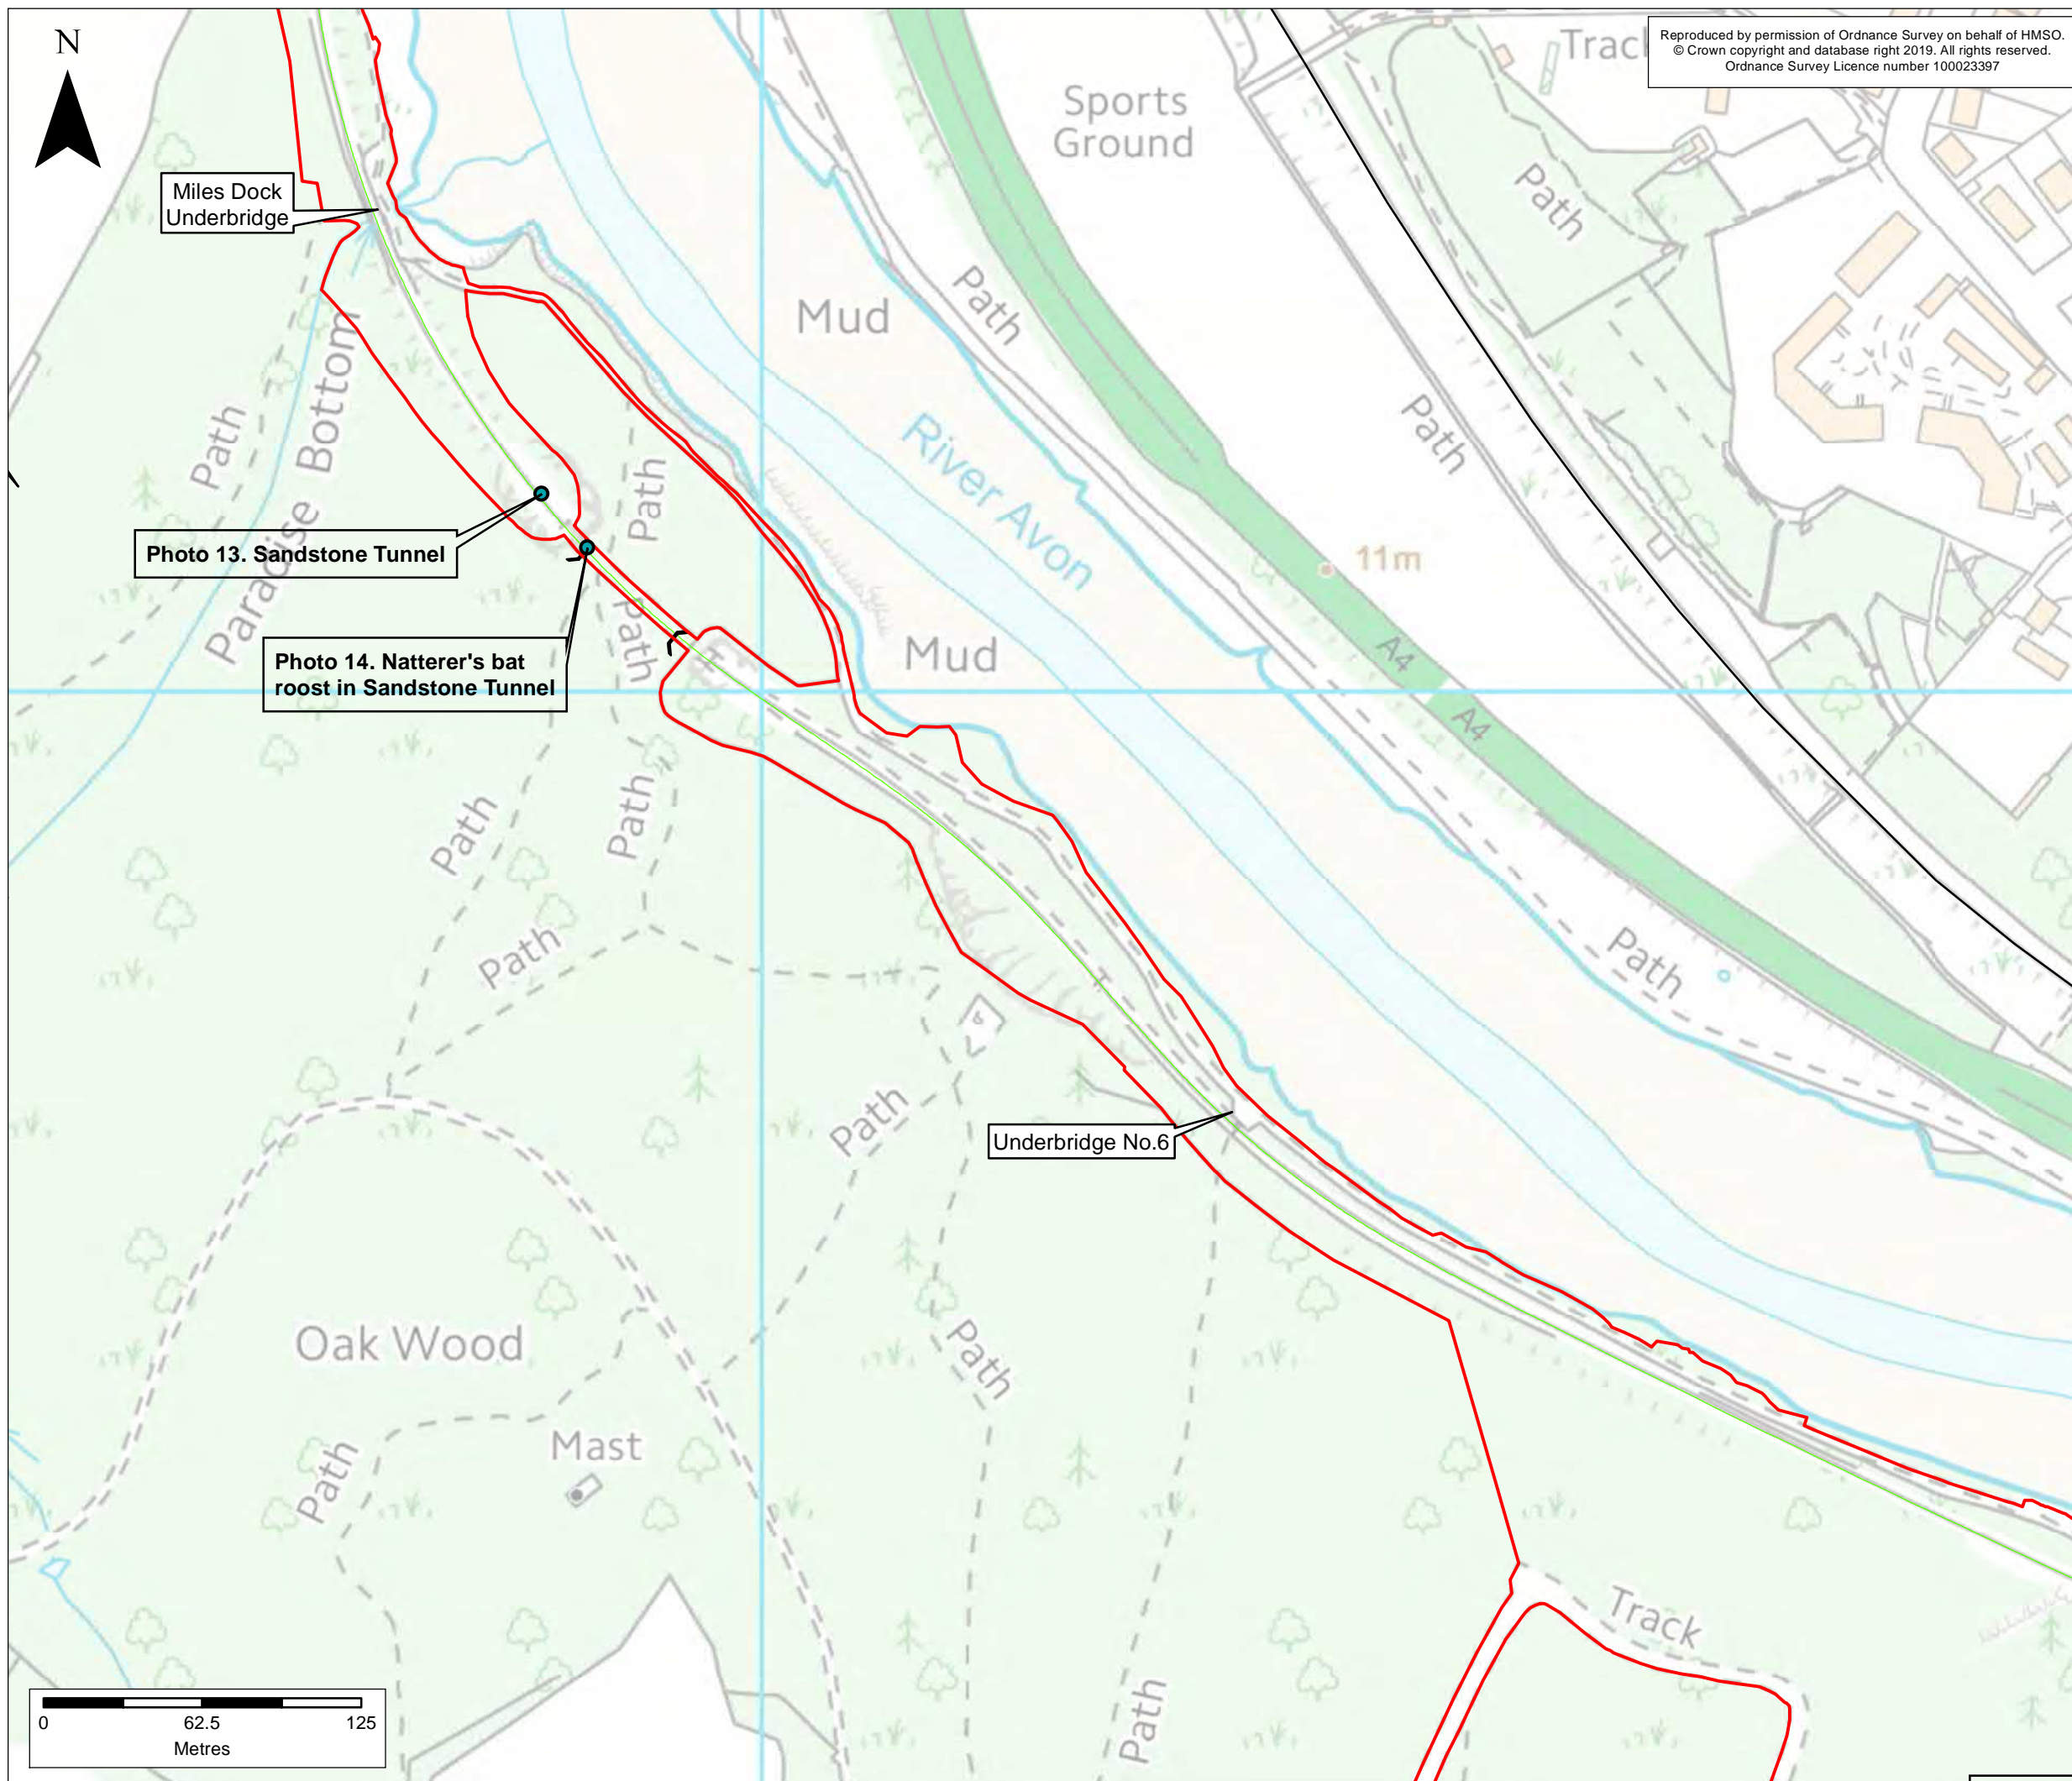 N
Reproduced by permission of Ordnance Survey on behalf of HMSO.
© Crown copyright and database right 2019. All rights reserved.
Ordnance Survey Licence number 100023397
Sports
Ground
Path
Miles Dock
Underbridge
Mud
Path
Path
Path
Paradise Bottom
Path
River Avon
11m
Photo 13. Sandstone Tunnel
Path
Photo 14. Natterer's bat
roost in Sandstone Tunnel
Mud
A4
A4
Path
Path
Path
Path
Path
Underbridge No.6
Oak Wood
Path
Mast
Path
Track
Path
0
62.5
125
Metres